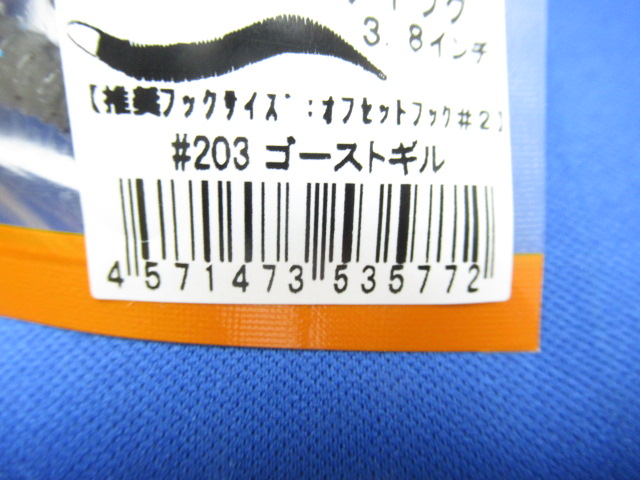 3.8インチ
【推奨フックサイズ：オフセットフック#2】
#203 ゴーストギル
4 571473 535772